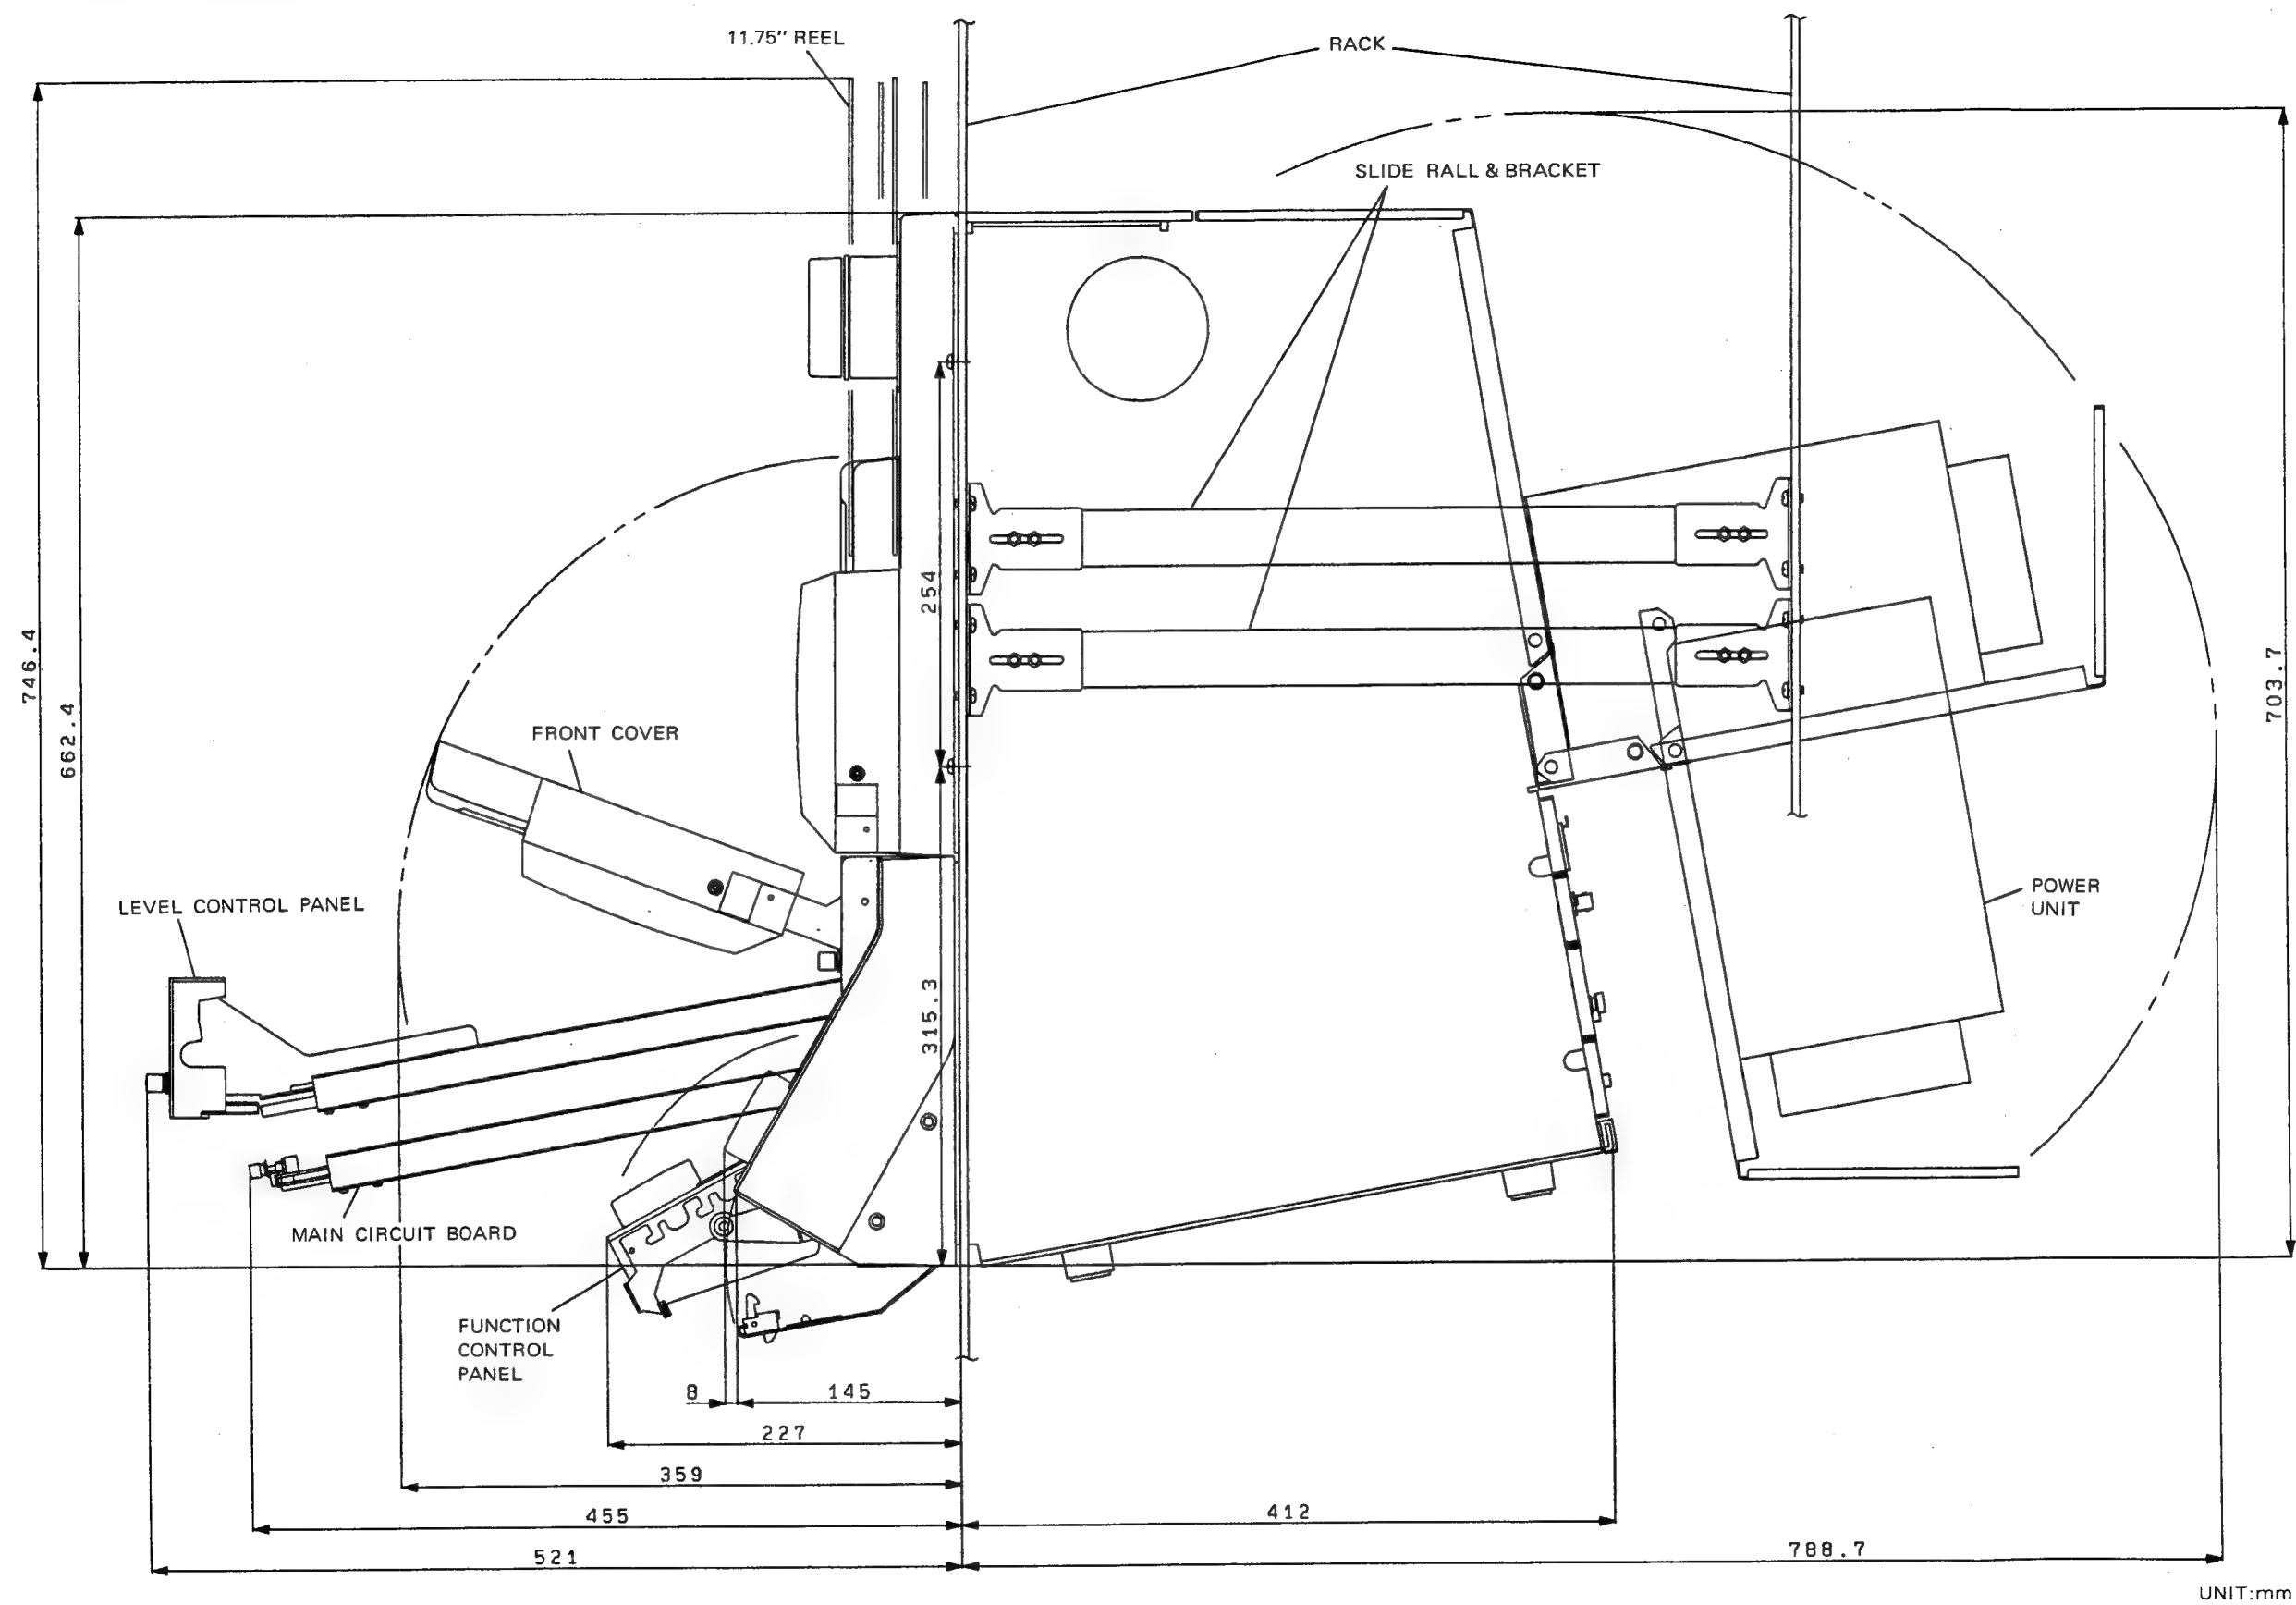 11.75" REEL
RACK
SLIDE RALL & BRACKET
254
746.4
662.4
703.7
FRONT COVER
POWER
UNIT
LEVEL CONTROL PANEL
315.3
MAIN CIRCUIT BOARD
FUNCTION
CONTROL
PANEL
8
145
227
359
455
412
521
788.7
UNIT:mm